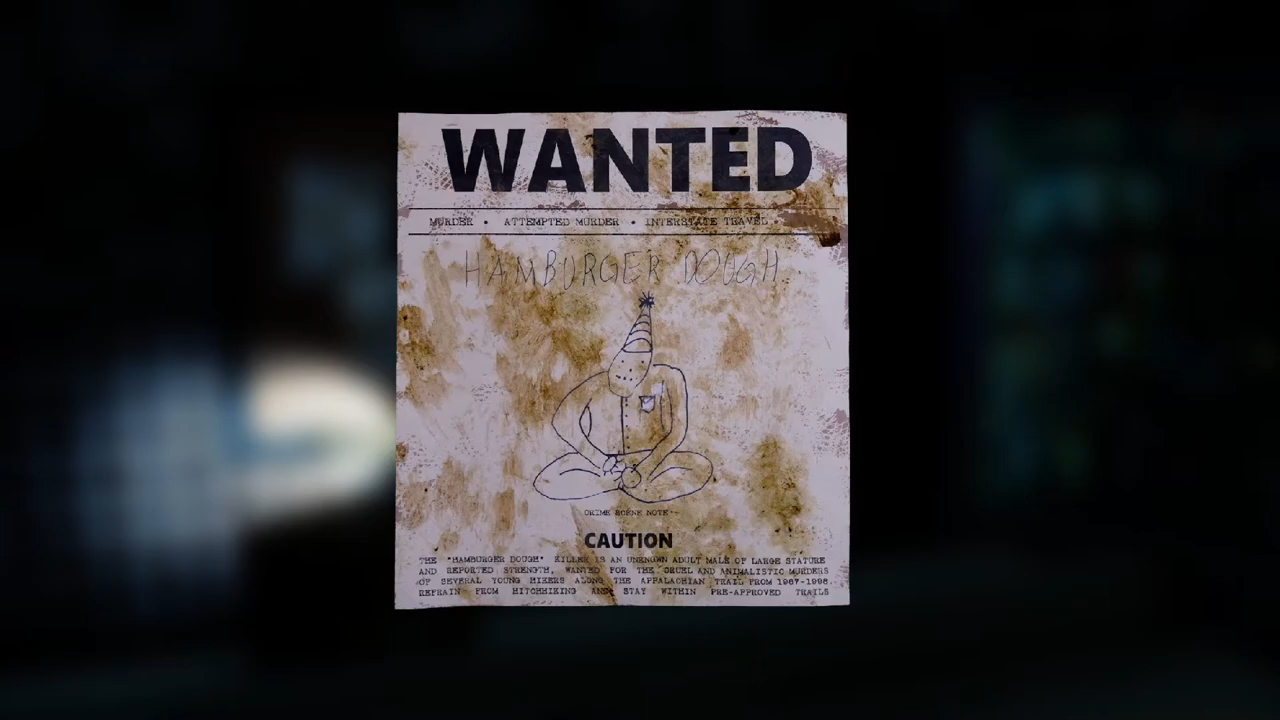 WANTED
MURDER • ATTEMPTED MURDER • INTERSTATE TRAVEL
HAMBURGER DOUGH
CRIME SCENE NOTE
CAUTION
THE "HAMBURGER DOUGH" KILLER IS AN UNKNOWN ADULT MALE OF LARGE STATURE
AND REPORTED STRENGTH, WANTED FOR THE CRUEL AND ANIMALISTIC MURDERS
OF SEVERAL YOUNG HIKERS ALONG THE APPALACHIAN TRAIL FROM 1987-1998.
REFRAIN FROM HITCHHIKING AND STAY WITHIN PRE-APPROVED TRAILS